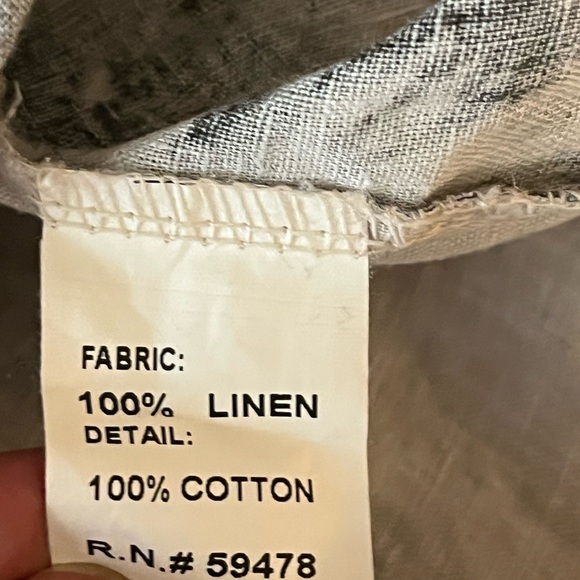 FABRIC:
100% LINEN
DETAIL:
100% COTTON
R.N.# 59478